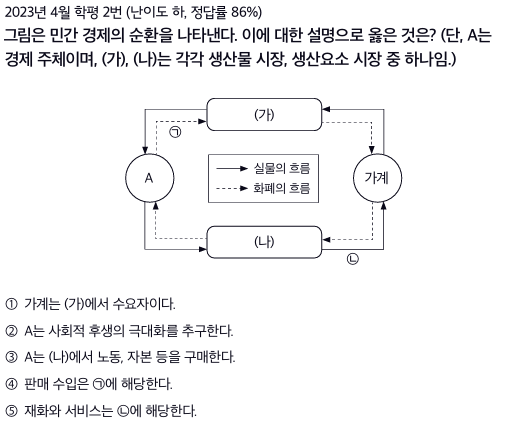 2023년 4월 학평 2번 (난이도 하, 정답률 86%)
그림은 민간 경제의 순환을 나타낸다. 이에 대한 설명으로 옳은 것은? (단, A는
경제 주체이며, (가), (나)는 각각 생산물 시장, 생산요소 시장 중 하나임.)
(가)
㉠
A
실물의 흐름
화폐의 흐름
가계
(나)
㉡
① 가계는 (가)에서 수요자이다.
② A는 사회적 후생의 극대화를 추구한다.
③ A는 (나)에서 노동, 자본 등을 구매한다.
④ 판매 수입은 ㉠에 해당한다.
⑤ 재화와 서비스는 ㉡에 해당한다.